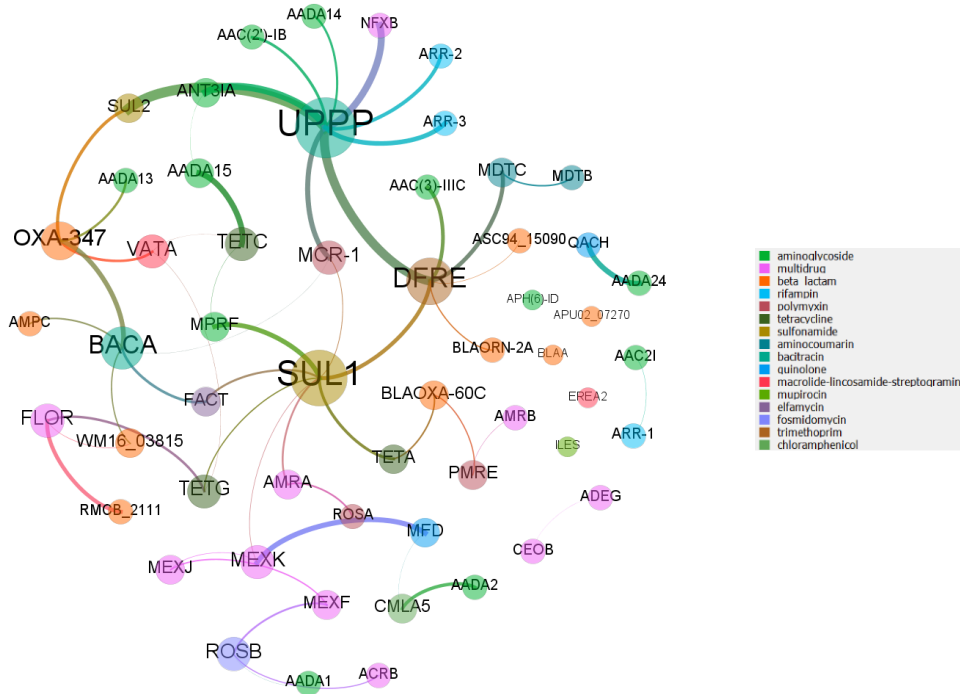 AADA14
NFXB
AAC(2')-IB
ARR-2
ANT3IA
SUL2
UPPP
ARR-3
AADA15
AADA13
AAC(3)-IIIC
MDTC
MDTB
OXA-347
VATA
TETC
MCR-1
ASC94_15090
QACH
DFRE
AADA24
APH(6)-ID
APU02_07270
AMPC
MPRF
BACA
BLAORN-2A
BLAA
AAC2I
SUL1
FACT
BLAOXA-60C
EREA2
FLOR
AMRB
WM16_03815
ARR-1
ILES
TETA
TETG
AMRA
PMRE
RMCB_2111
ROSA
MFD
ADEG
CEOB
MEXJ
MEXK
AADA2
MEXF
CMLA5
ROSB
AADA1
ACRB
aminoglycoside
multidrug
beta_lactam
rifampin
polymyxin
tetracycline
sulfonamide
aminocoumarin
bacitracin
quinolone
macrolide-lincosamide-streptogramin
mupirocin
elfamycin
fosmidomycin
trimethoprim
chloramphenicol